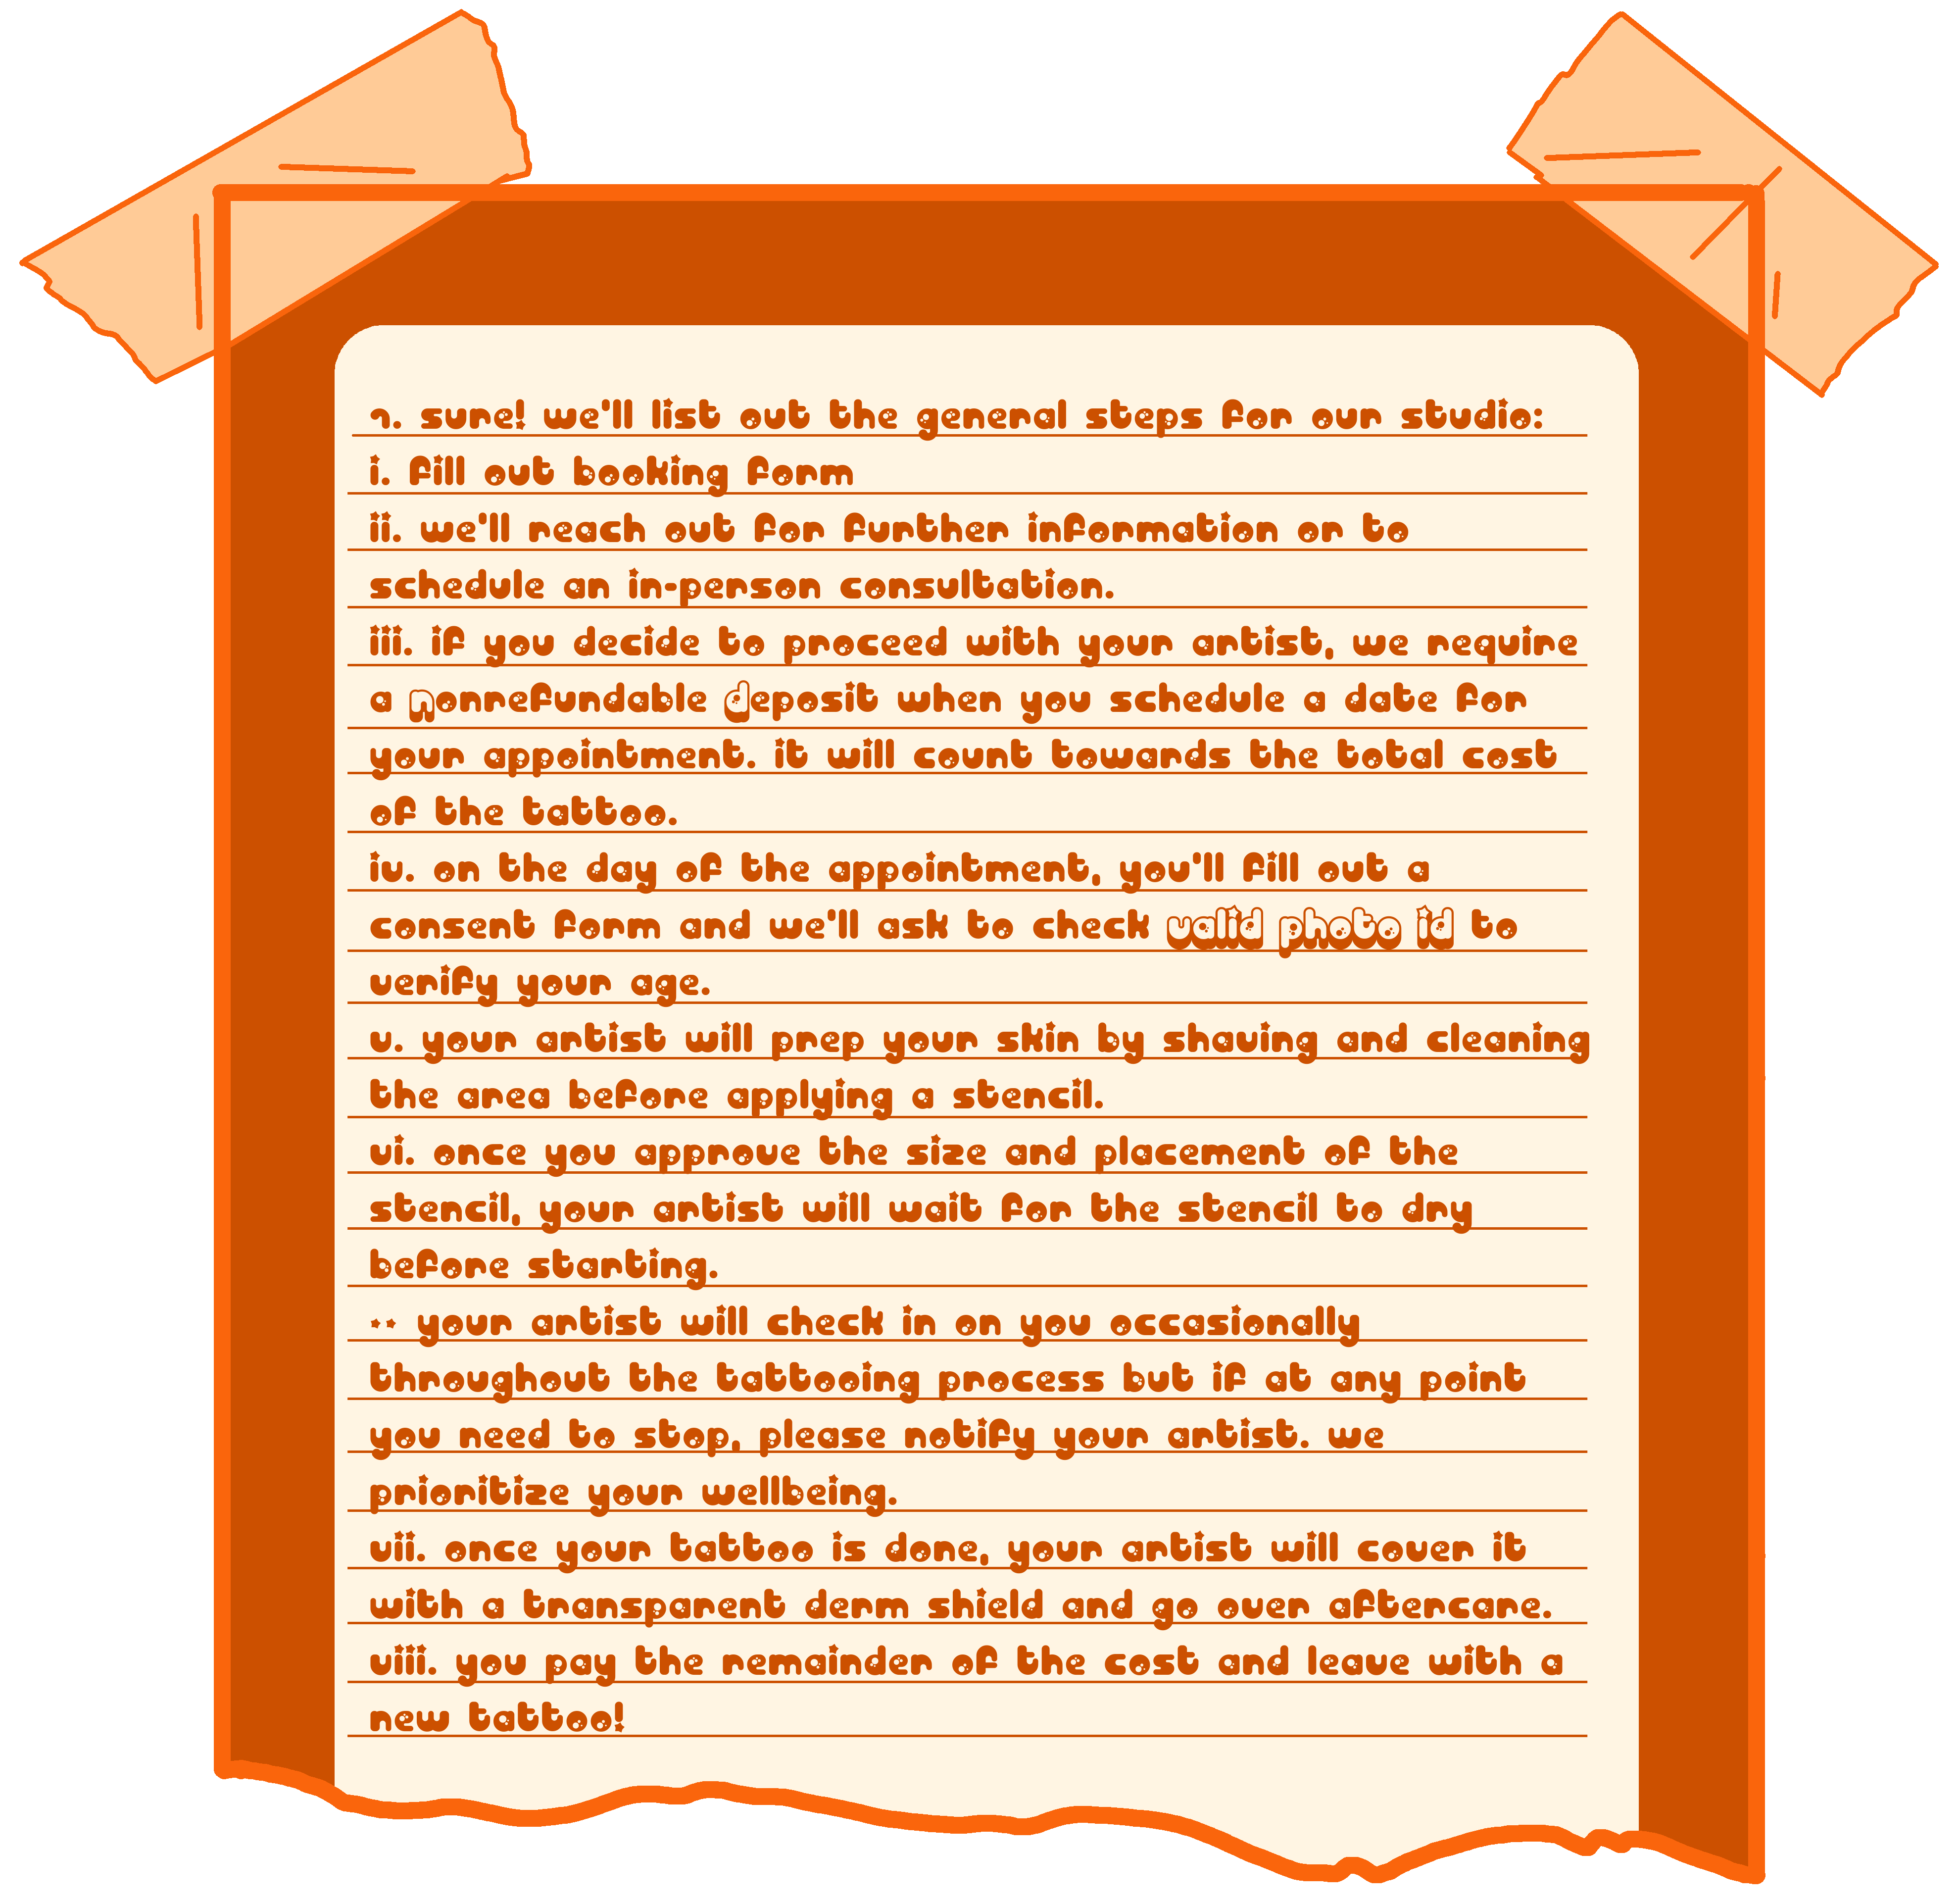 1. sure! we'll list out the general steps for our studio:
i. fill out booking form
ii. we'll reach out for further information or to
schedule an in-person consultation.
iii. if you decide to proceed with your artist, we require
a nonrefundable deposit when you schedule a date for
your appointment. it will count towards the total cost
of the tattoo.
iv. on the day of the appointment, you'll fill out a
consent form and we'll ask to check valid photo id to
verify your age.
v. your artist will prep your skin by shaving and cleaning
the area before applying a stencil.
vi. once you approve the size and placement of the
stencil, your artist will wait for the stencil to dry
before starting.
** your artist will check in on you occasionally
throughout the tattooing process but if at any point
you need to stop, please notify your artist. we
prioritize your wellbeing.
vii. once your tattoo is done, your artist will cover it
with a transparent derm shield and go over aftercare.
viii. you pay the remainder of the cost and leave with a
new tattoo!